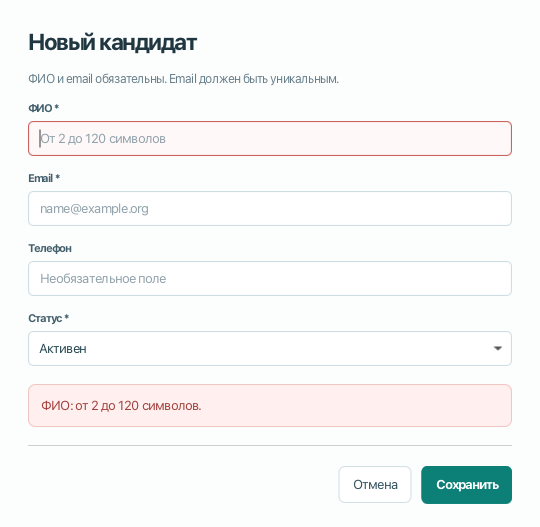 Новый кандидат
ФИО и email обязательны. Email должен быть уникальным.
ФИО *
От 2 до 120 символов
Email *
name@example.org
Телефон
Необязательное поле
Статус *
Активен
ФИО: от 2 до 120 символов.
Отмена
Сохранить